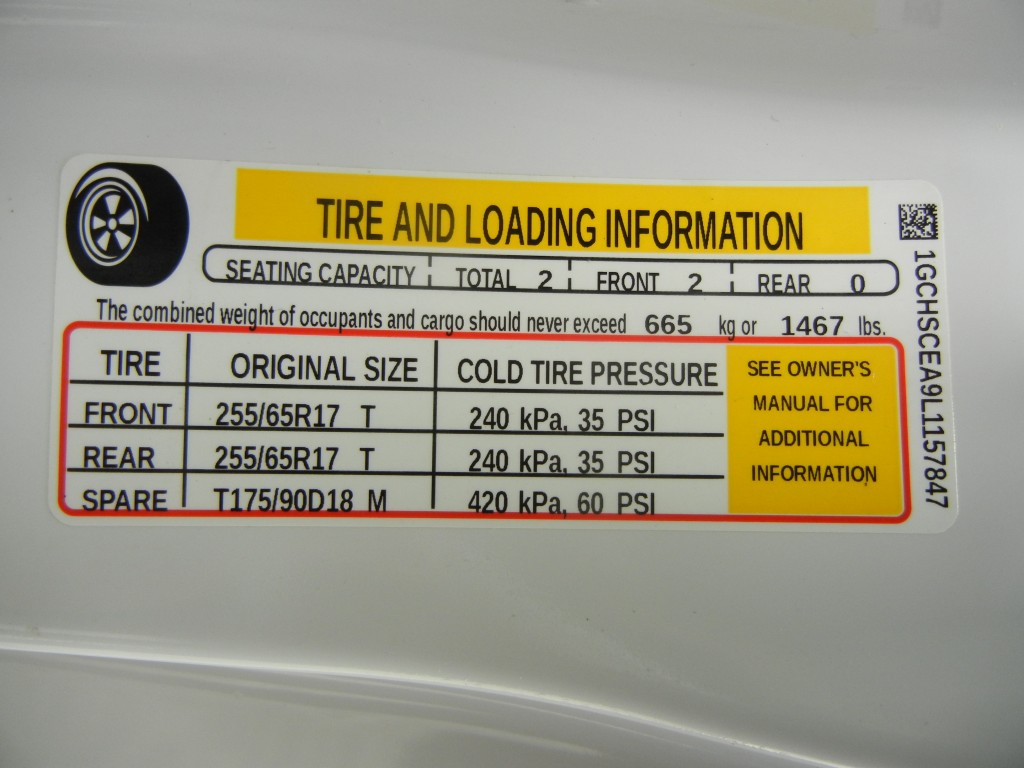 TIRE AND LOADING INFORMATION
SEATING CAPACITY TOTAL 2 FRONT 2 REAR 0
The combined weight of occupants and cargo should never exceed 665 kg or 1467 lbs.
TIRE ORIGINAL SIZE COLD TIRE PRESSURE
FRONT 255/65R17 T 240 kPa, 35 PSI
REAR 255/65R17 T 240 kPa, 35 PSI
SPARE T175/90D18 M 420 kPa, 60 PSI
SEE OWNER'S
MANUAL FOR
ADDITIONAL
INFORMATION
1GCHSCEA9L1157847